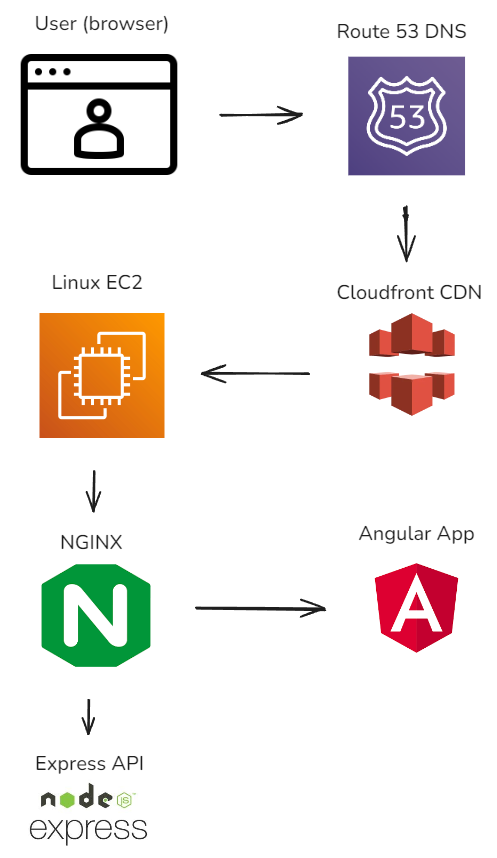 User (browser)
Route 53 DNS
53
Linux EC2
Cloudfront CDN
NGINX
N
Angular App
A
Express API
node
JS
express